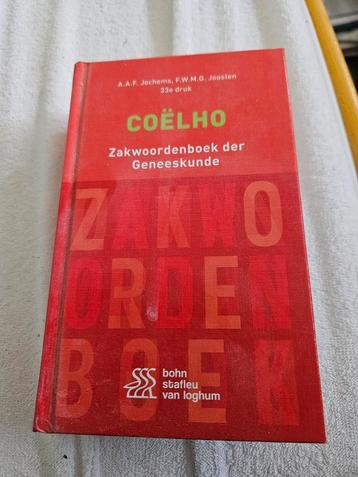 A.A.F. Jochems, F.W.M.G. Joosten
33e druk
COËLHO
Zakwoordenboek der
Geneeskunde
ZAKWO
ORDEN
BOEK
bohn
stafleu
van loghum